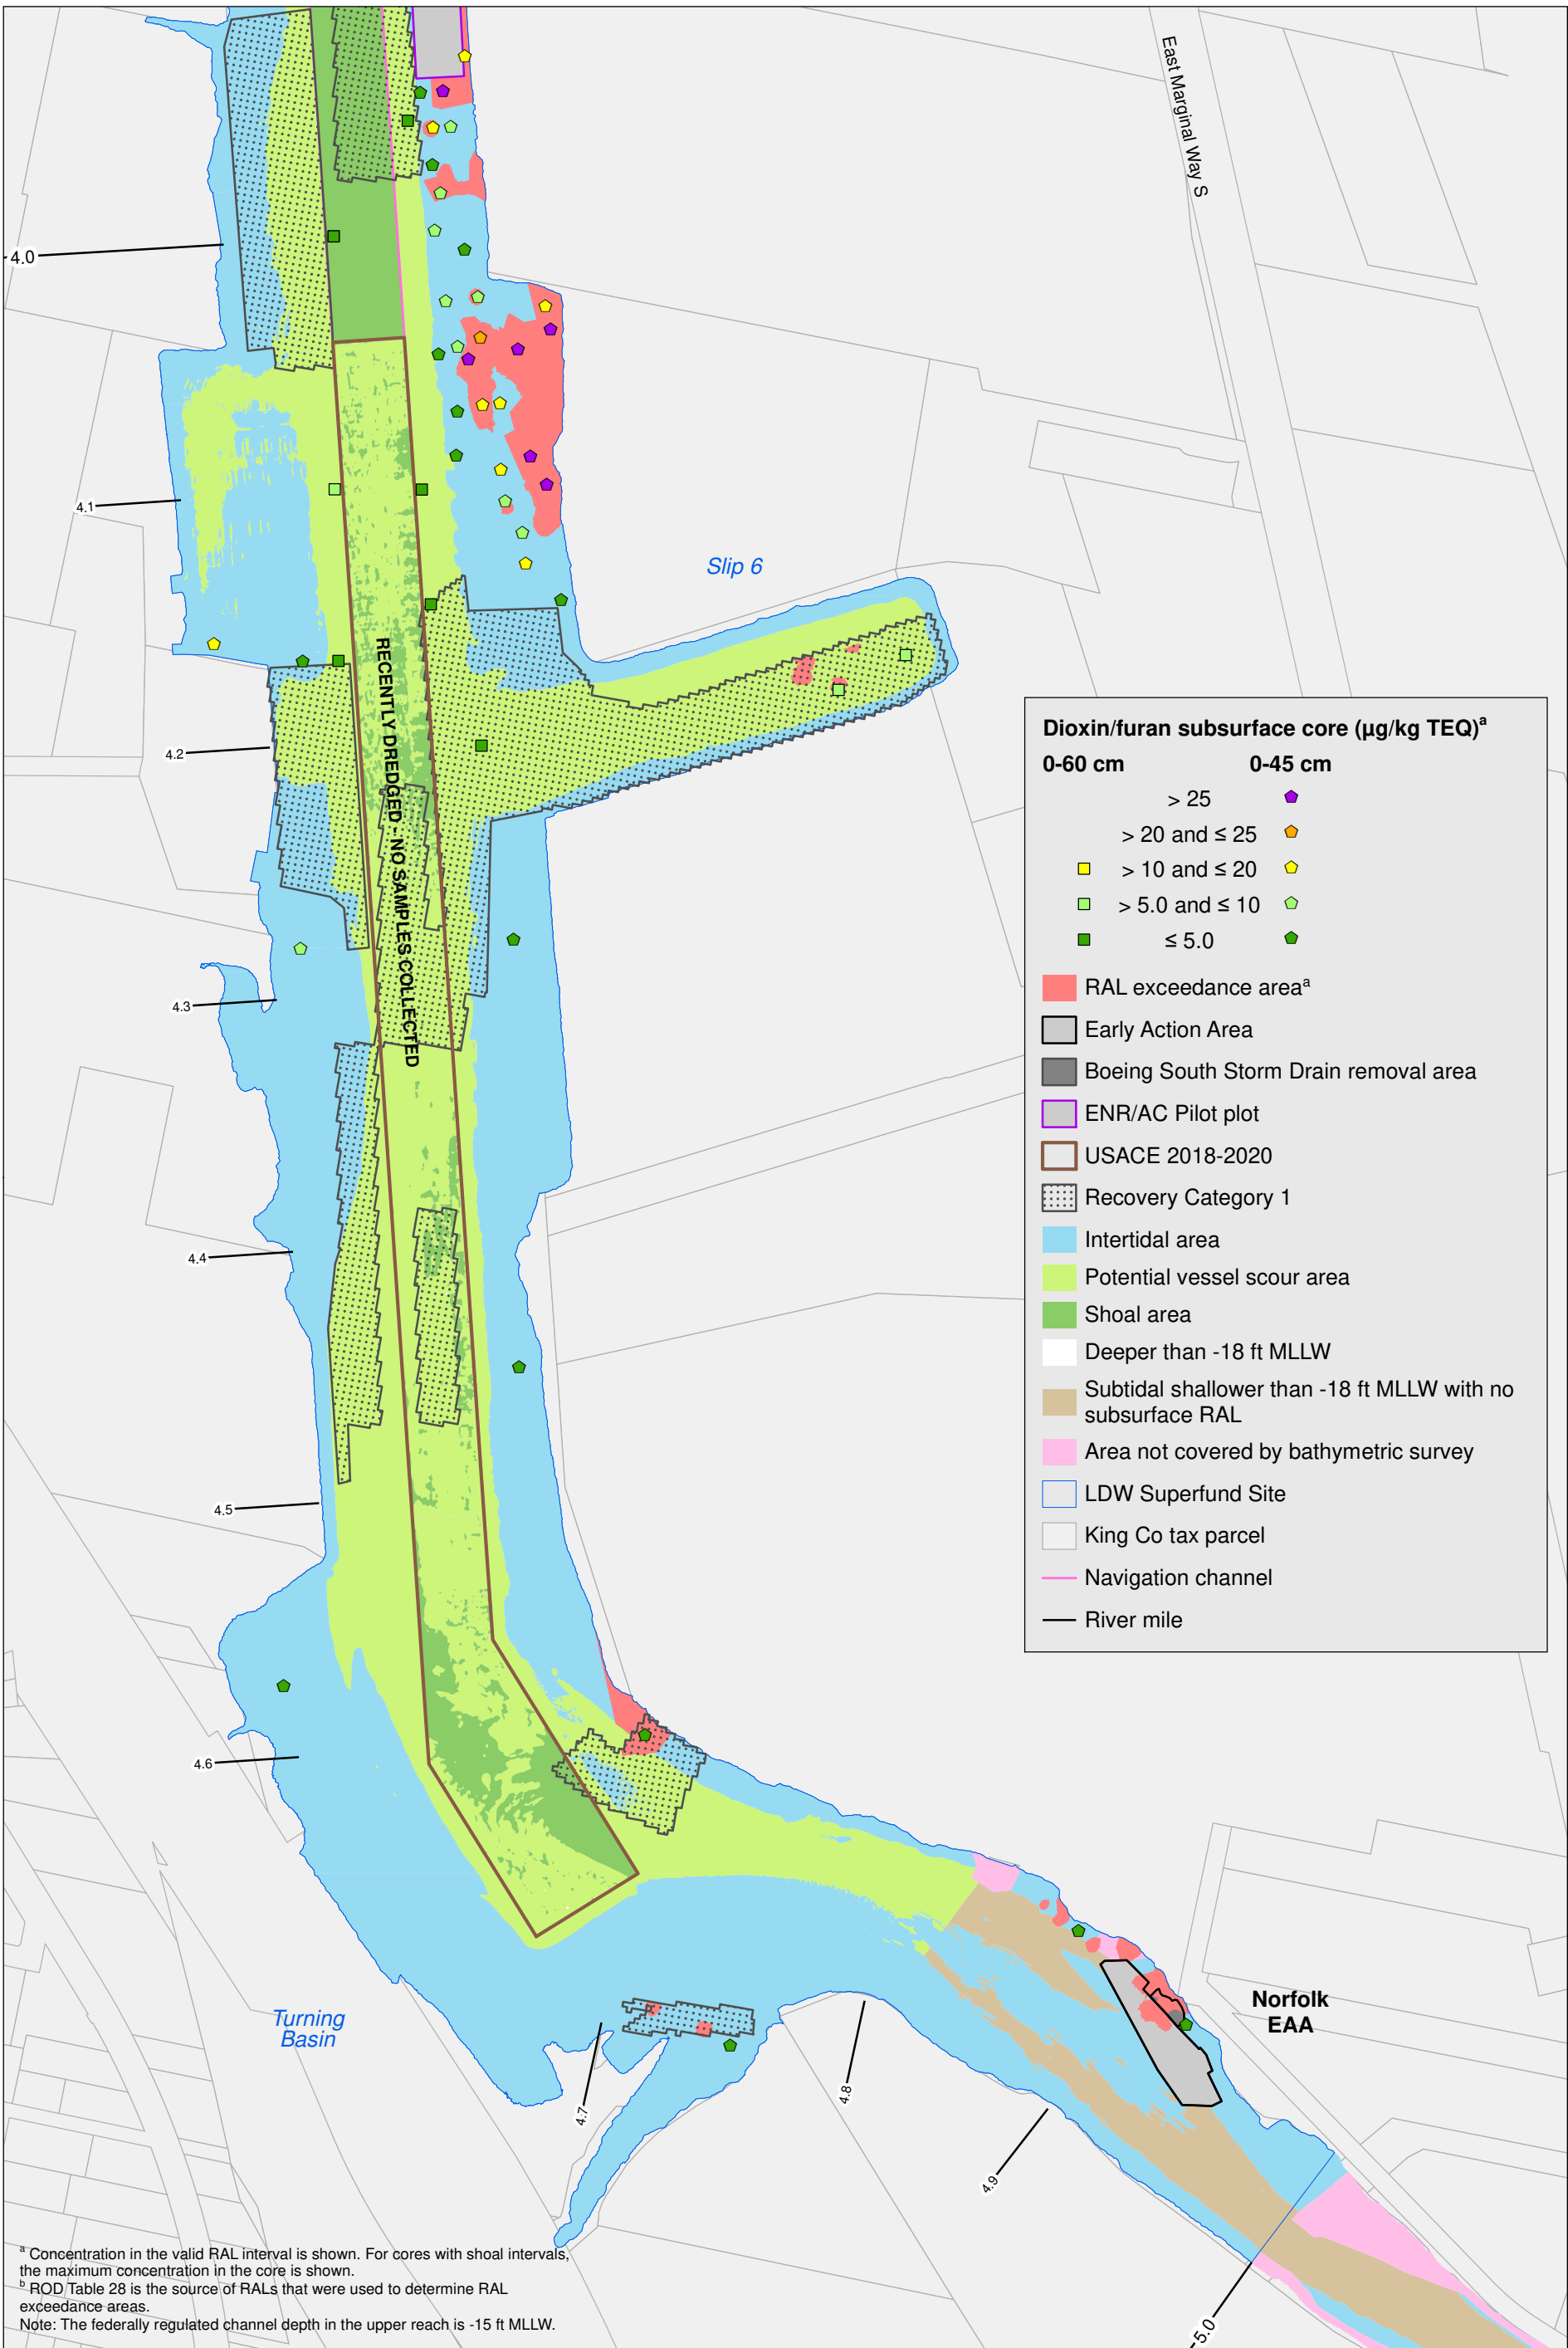 East Marginal Way S
4.0
4.1
Slip 6
RECENTLY DREDGED - NO SAMPLES COLLECTED
4.2
4.3
4.4
4.5
4.6
4.7
4.8
4.9
5.0
Turning
Basin
Norfolk
EAA
Dioxin/furan subsurface core (µg/kg TEQ)a
0-60 cm 0-45 cm
> 25
> 20 and ≤ 25
> 10 and ≤ 20
> 5.0 and ≤ 10
≤ 5.0
RAL exceedance areaa
Early Action Area
Boeing South Storm Drain removal area
ENR/AC Pilot plot
USACE 2018-2020
Recovery Category 1
Intertidal area
Potential vessel scour area
Shoal area
Deeper than -18 ft MLLW
Subtidal shallower than -18 ft MLLW with no
subsurface RAL
Area not covered by bathymetric survey
LDW Superfund Site
King Co tax parcel
Navigation channel
River mile
a Concentration in the valid RAL interval is shown. For cores with shoal intervals,
the maximum concentration in the core is shown.
b ROD Table 28 is the source of RALs that were used to determine RAL
exceedance areas.
Note: The federally regulated channel depth in the upper reach is -15 ft MLLW.